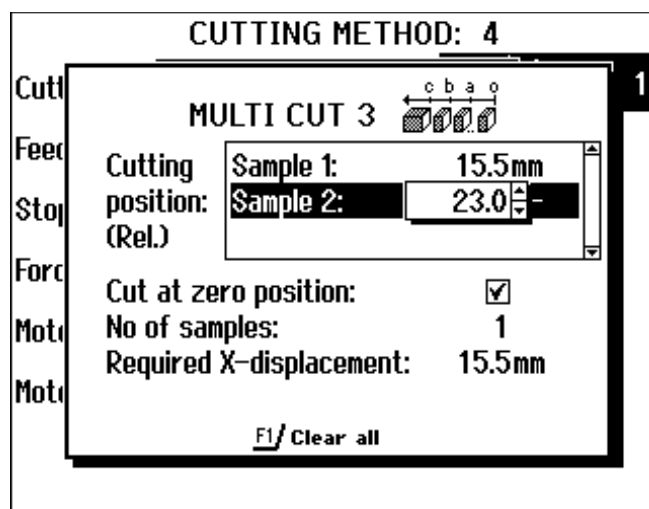 CUTTING METHOD: 4
Cutt
1
c b a o
MULTI CUT 3
Feed
Cutting
position:
(Rel.)
Sample 1: 15.5mm
Sample 2: 23.0 -
Stop
Forc
Cut at zero position:
Moto
No of samples: 1
Required X-displacement: 15.5mm
Moto
F1/ Clear all